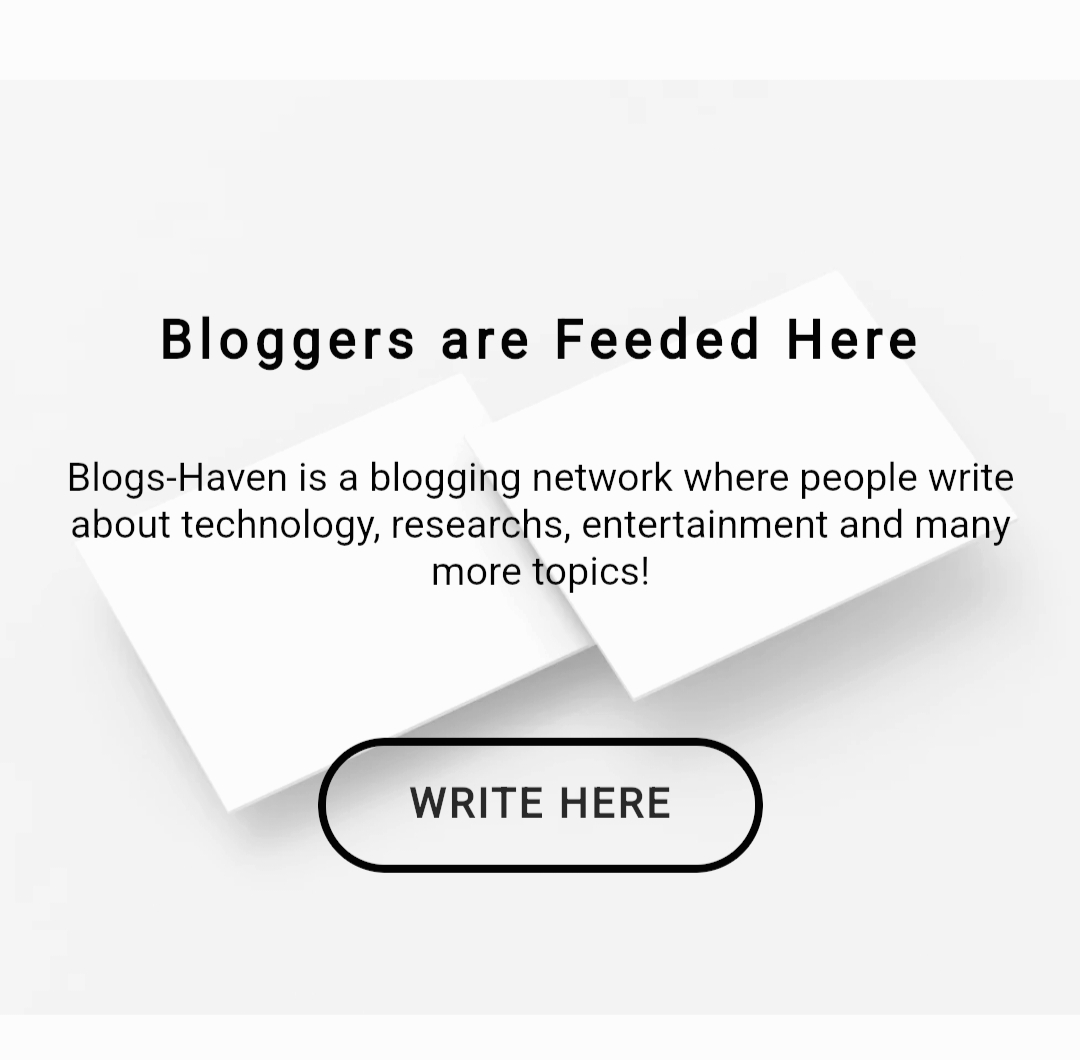 Bloggers are Feeded Here
Blogs-Haven is a blogging network where people write
about technology, researchs, entertainment and many
more topics!
WRITE HERE